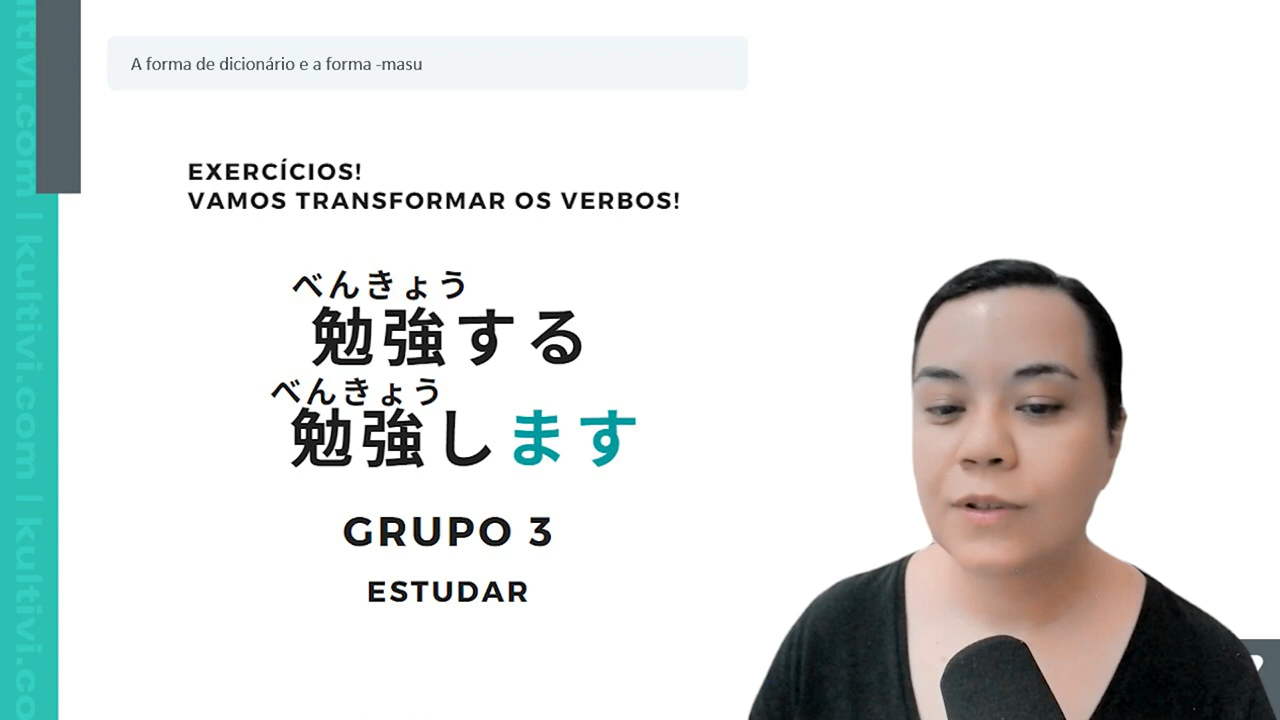 A forma de dicionário e a forma -masu
EXERCÍCIOS!
VAMOS TRANSFORMAR OS VERBOS!
べんきょう
勉強する
べんきょう
勉強します
GRUPO 3
ESTUDAR
kultivi.com | kultivi.com | kultivi.co